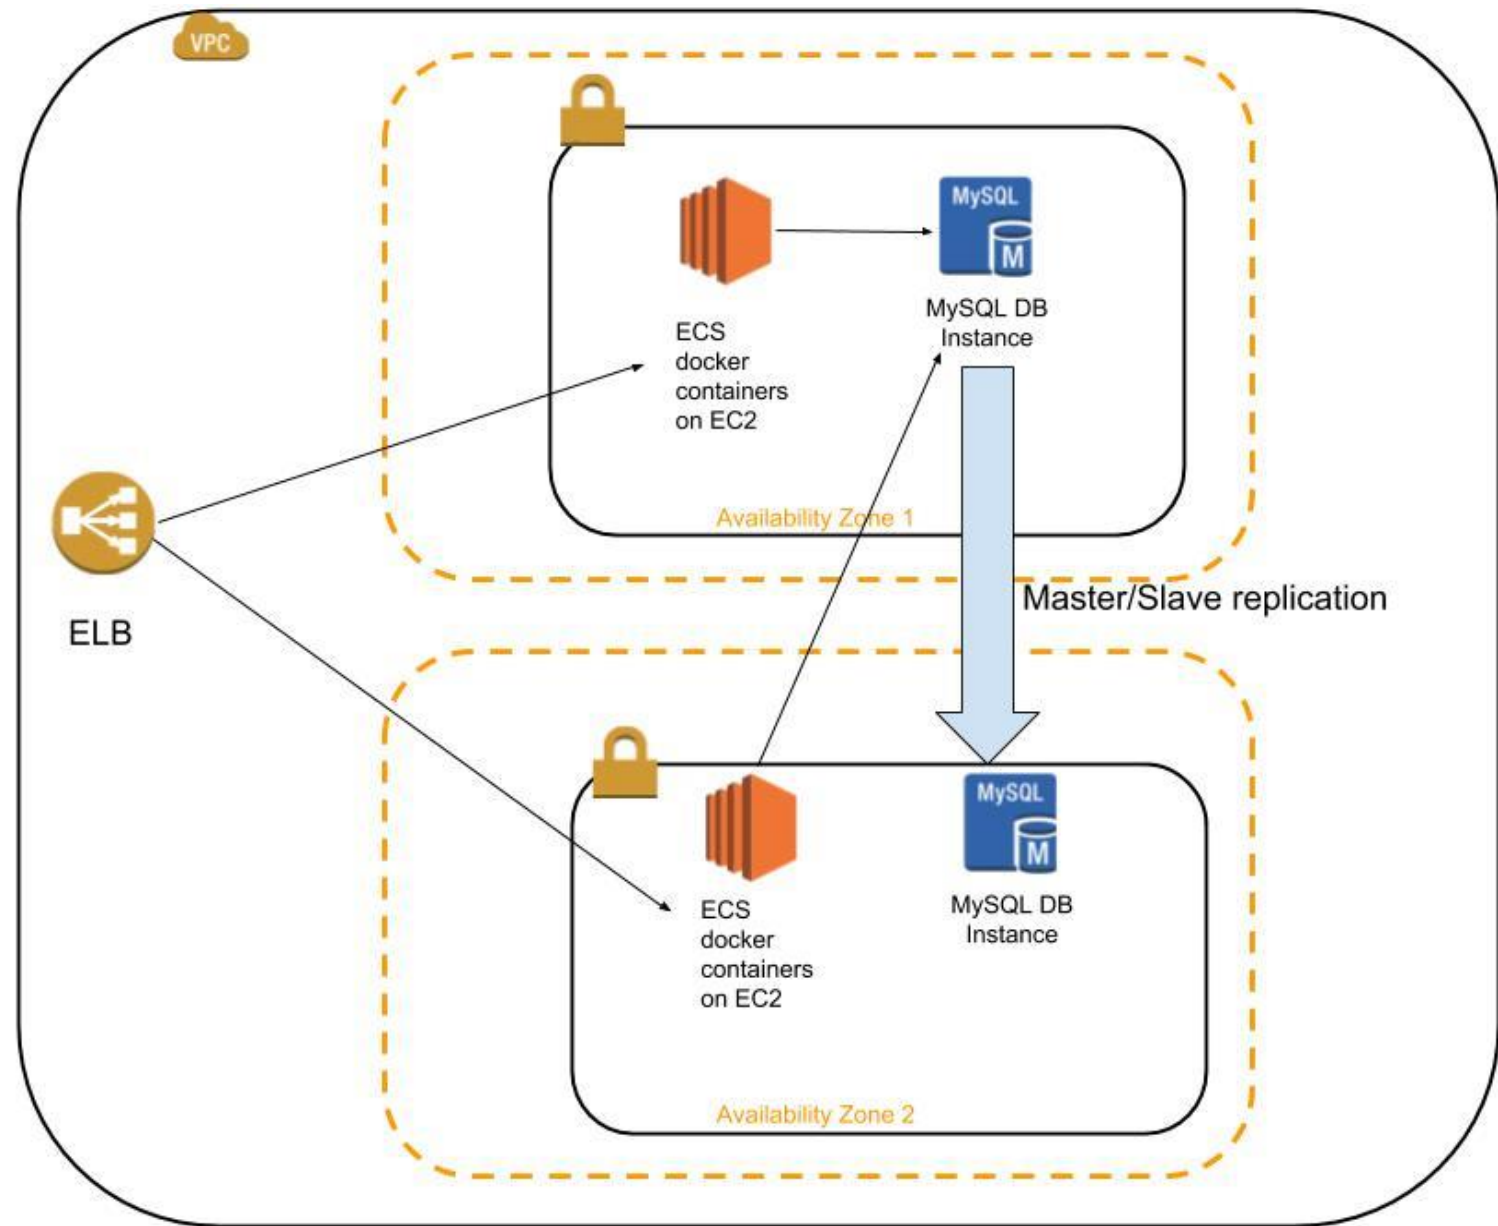 VPC
MySQL
M
MySQL DB
Instance
ECS
docker
containers
on EC2
Availability Zone 1
ELB
Master/Slave replication
MySQL
M
ECS
docker
containers
on EC2
MySQL DB
Instance
Availability Zone 2